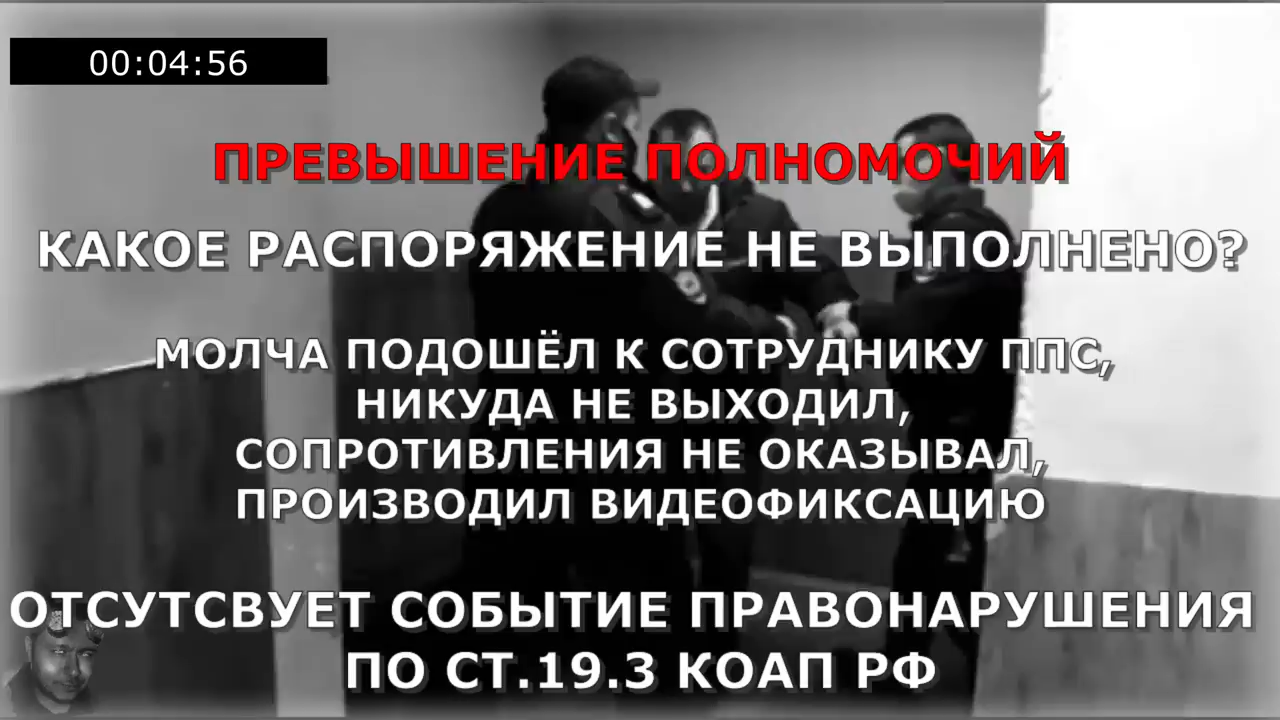 00:04:56
ПРЕВЫШЕНИЕ ПОЛНОМОЧИЙ
КАКОЕ РАСПОРЯЖЕНИЕ НЕ ВЫПОЛНЕНО?
МОЛЧА ПОДОШЁЛ К СОТРУДНИКУ ППС,
НИКУДА НЕ ВЫХОДИЛ,
СОПРОТИВЛЕНИЯ НЕ ОКАЗЫВАЛ,
ПРОИЗВОДИЛ ВИДЕОФИКСАЦИЮ
ОТСУТСВУЕТ СОБЫТИЕ ПРАВОНАРУШЕНИЯ
ПО СТ.19.3 КОАП РФ